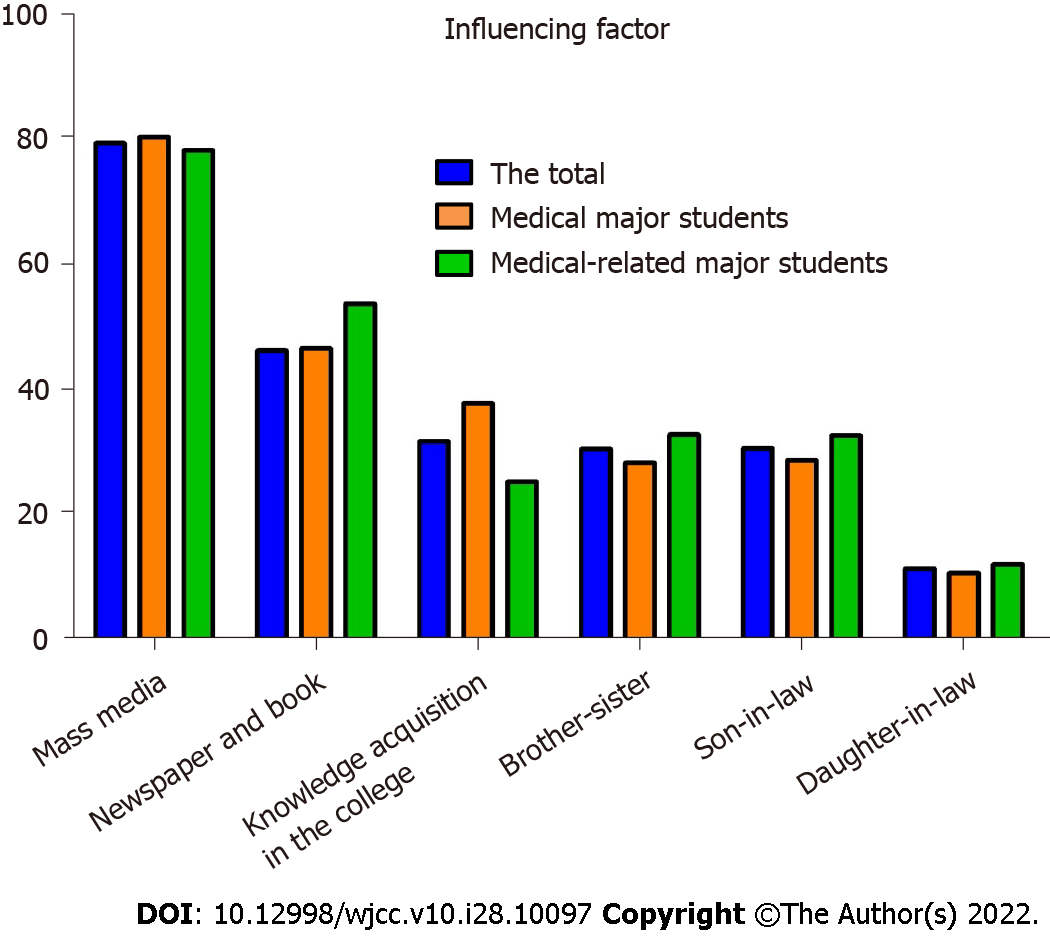 Influencing factor
100
80
60
40
20
0
The total
Medical major students
Medical-related major students
Mass media
Newspaper and book
Knowledge acquisition
in the college
Brother-sister
Son-in-law
Daughter-in-law
DOI: 10.12998/wjcc.v10.i28.10097 Copyright ©The Author(s) 2022.